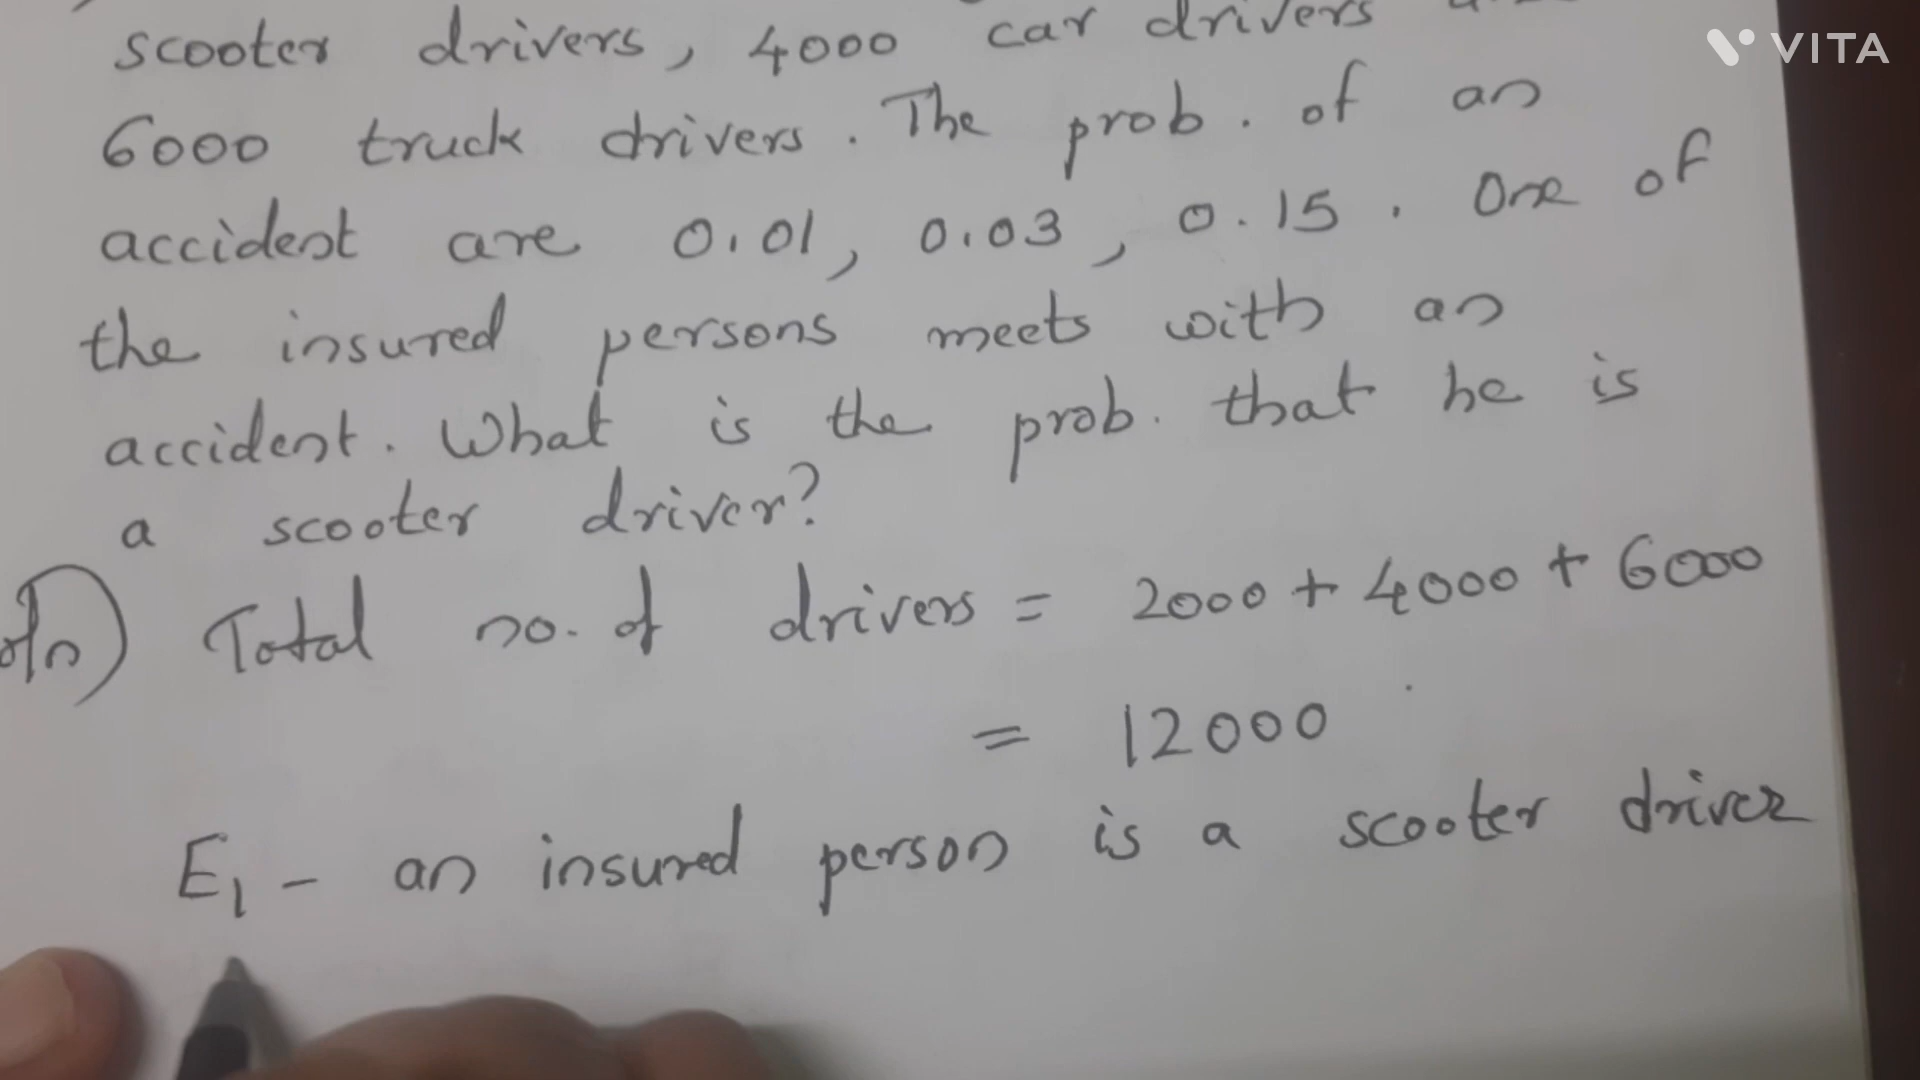 scooter drivers, 4000 car drivers
VITA
6000 truck drivers. The prob. of an
accident are 0.01, 0.03, 0.15. One of
the insured persons meets with an
accident. What is the prob. that he is
a scooter driver?
Total no. of drivers = 2000 + 4000 + 6000
= 12000
E1 - an insured person is a scooter driver